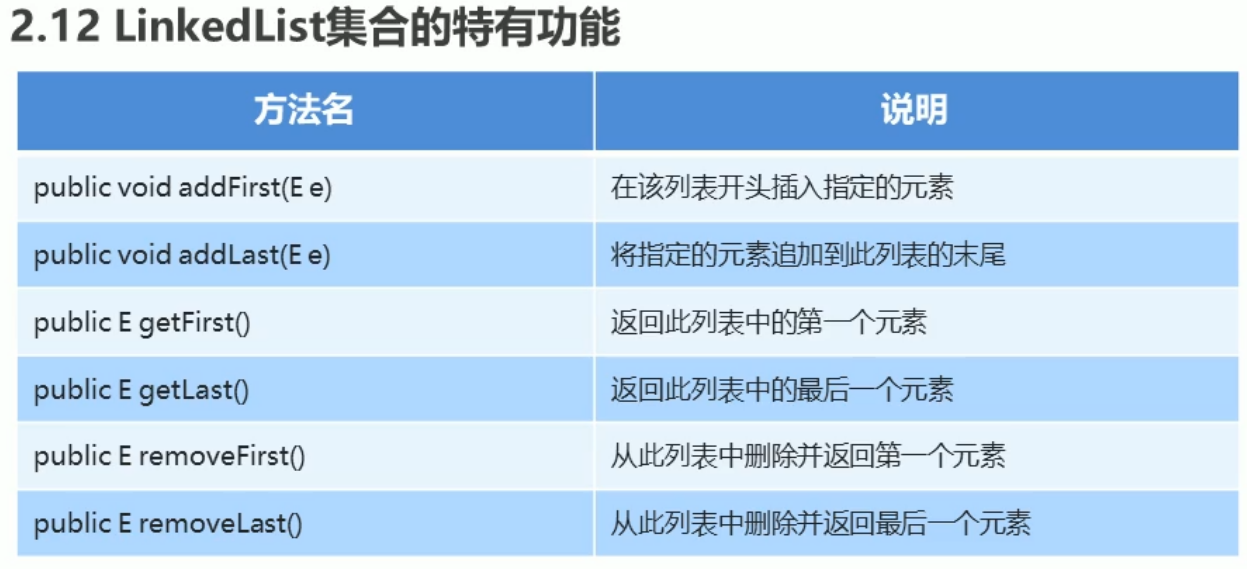 2.12 LinkedList集合的特有功能
方法名 说明
public void addFirst(E e) 在该列表开头插入指定的元素
public void addLast(E e) 将指定的元素追加到此列表的末尾
public E getFirst() 返回此列表中的第一个元素
public E getLast() 返回此列表中的最后一个元素
public E removeFirst() 从此列表中删除并返回第一个元素
public E removeLast() 从此列表中删除并返回最后一个元素